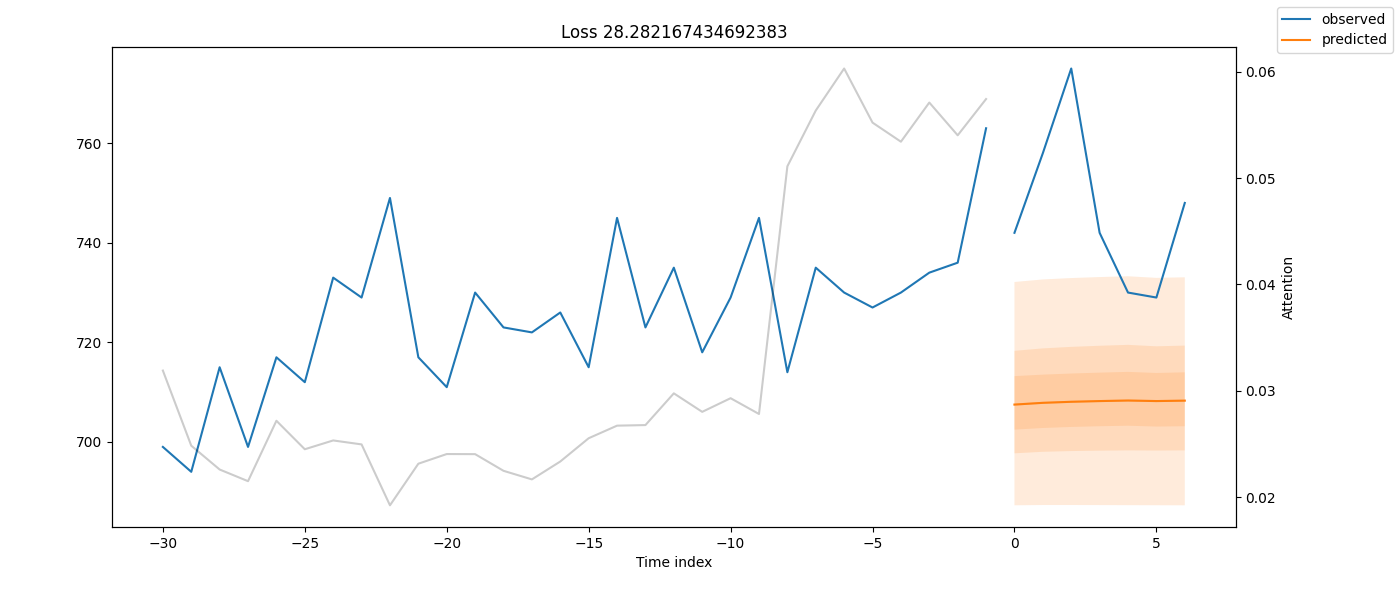 Loss 28.282167434692383
observed
predicted
760
740
720
700
0.06
0.05
0.04
0.03
0.02
Attention
−30 −25 −20 −15 −10 −5 0 5
Time index